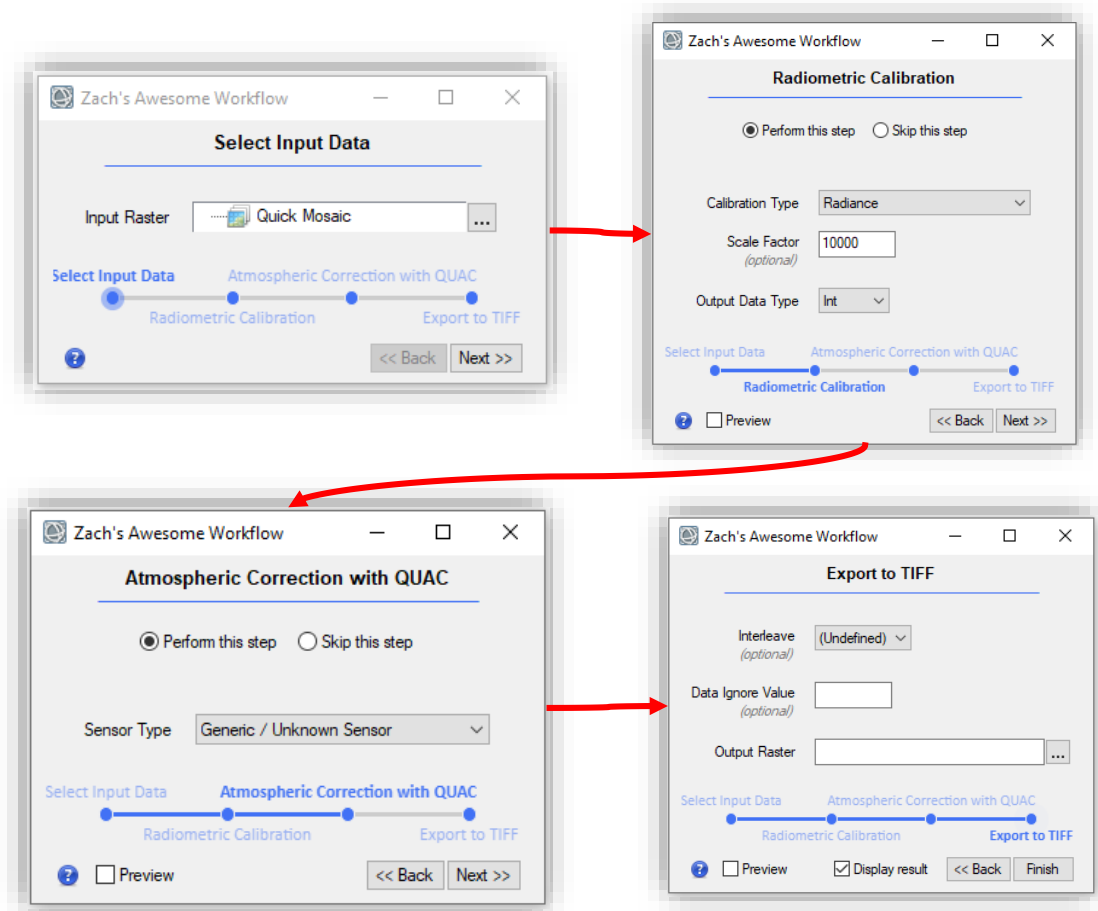 Zach's Awesome Workflow
Select Input Data
Input Raster Quick Mosaic ...
Select Input Data Atmospheric Correction with QUAC
Radiometric Calibration Export to TIFF
? << Back Next >>
Zach's Awesome Workflow
Radiometric Calibration
Perform this step Skip this step
Calibration Type Radiance
Scale Factor 10000
(optional)
Output Data Type Int
Select Input Data Atmospheric Correction with QUAC
Radiometric Calibration Export to TIFF
? Preview << Back Next >>
Zach's Awesome Workflow
Atmospheric Correction with QUAC
Perform this step Skip this step
Sensor Type Generic / Unknown Sensor
Select Input Data Atmospheric Correction with QUAC
Radiometric Calibration Export to TIFF
? Preview << Back Next >>
Zach's Awesome Workflow
Export to TIFF
Interleave (Undefined)
(optional)
Data Ignore Value
(optional)
Output Raster ...
Select Input Data Atmospheric Correction with QUAC
Radiometric Calibration Export to TIFF
? Preview Display result << Back Finish